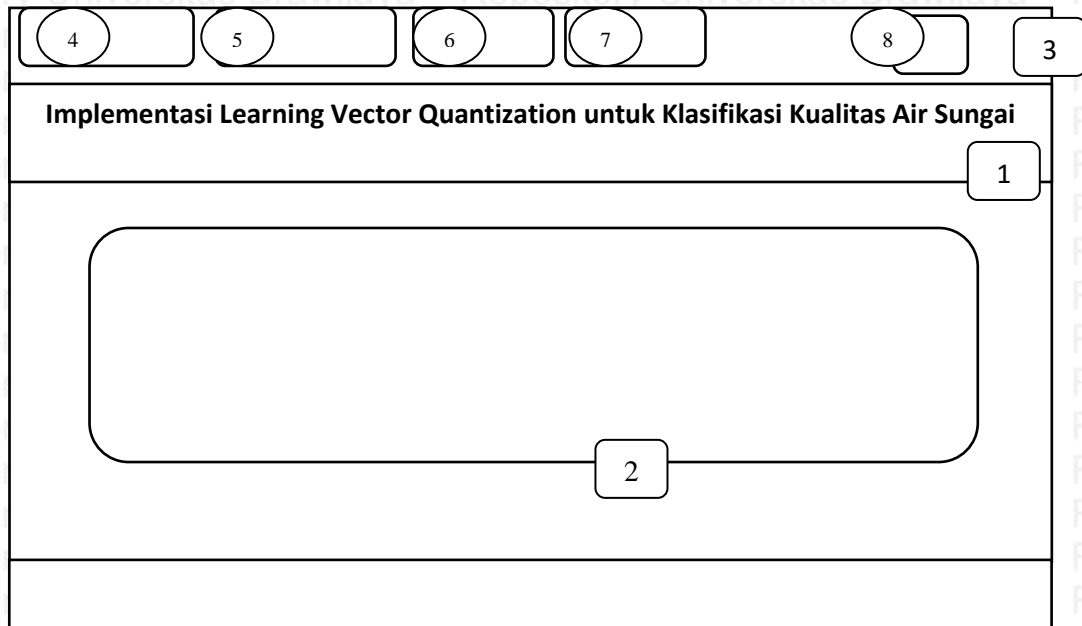 4 5 6 7 8 3
Implementasi Learning Vector Quantization untuk Klasifikasi Kualitas Air Sungai
1
2